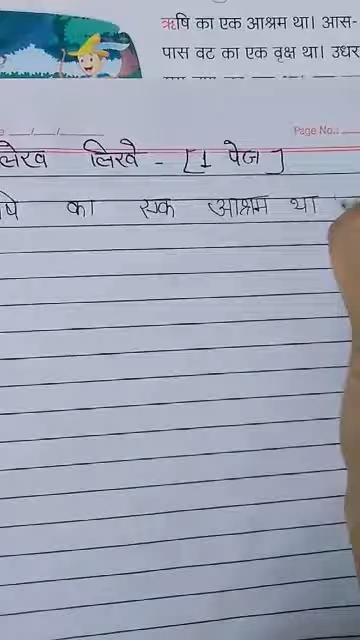 ऋषि का एक आश्रम था। आस-
पास वट का एक वृक्ष था। उधर
Page No.:
लेख लिखे - [1 पेज]
का एक आश्रम था